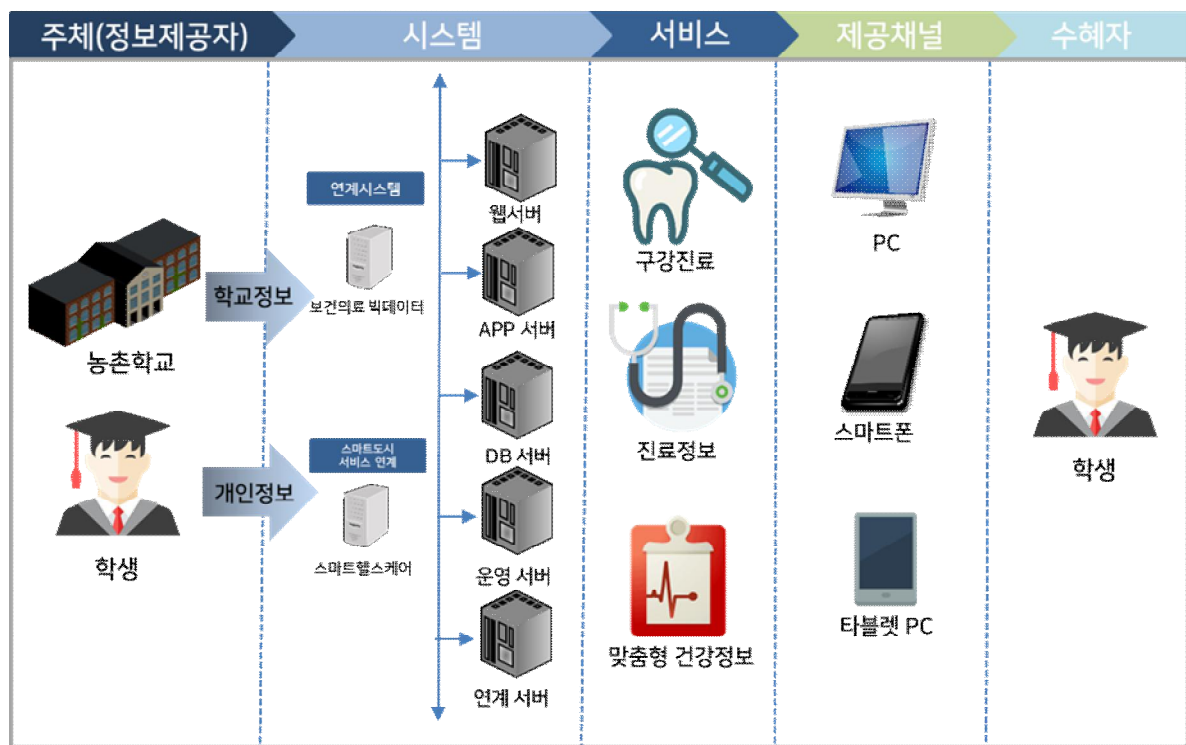 주체(정보제공자)
시스템
서비스
제공채널
수혜자
농촌학교
학생
학교정보
개인정보
연계시스템
보건의료 빅데이터
스마트도시
서비스 연계
스마트헬스케어
웹서버
APP 서버
DB 서버
운영 서버
연계 서버
구강진료
진료정보
맞춤형 건강정보
PC
스마트폰
타블렛 PC
학생